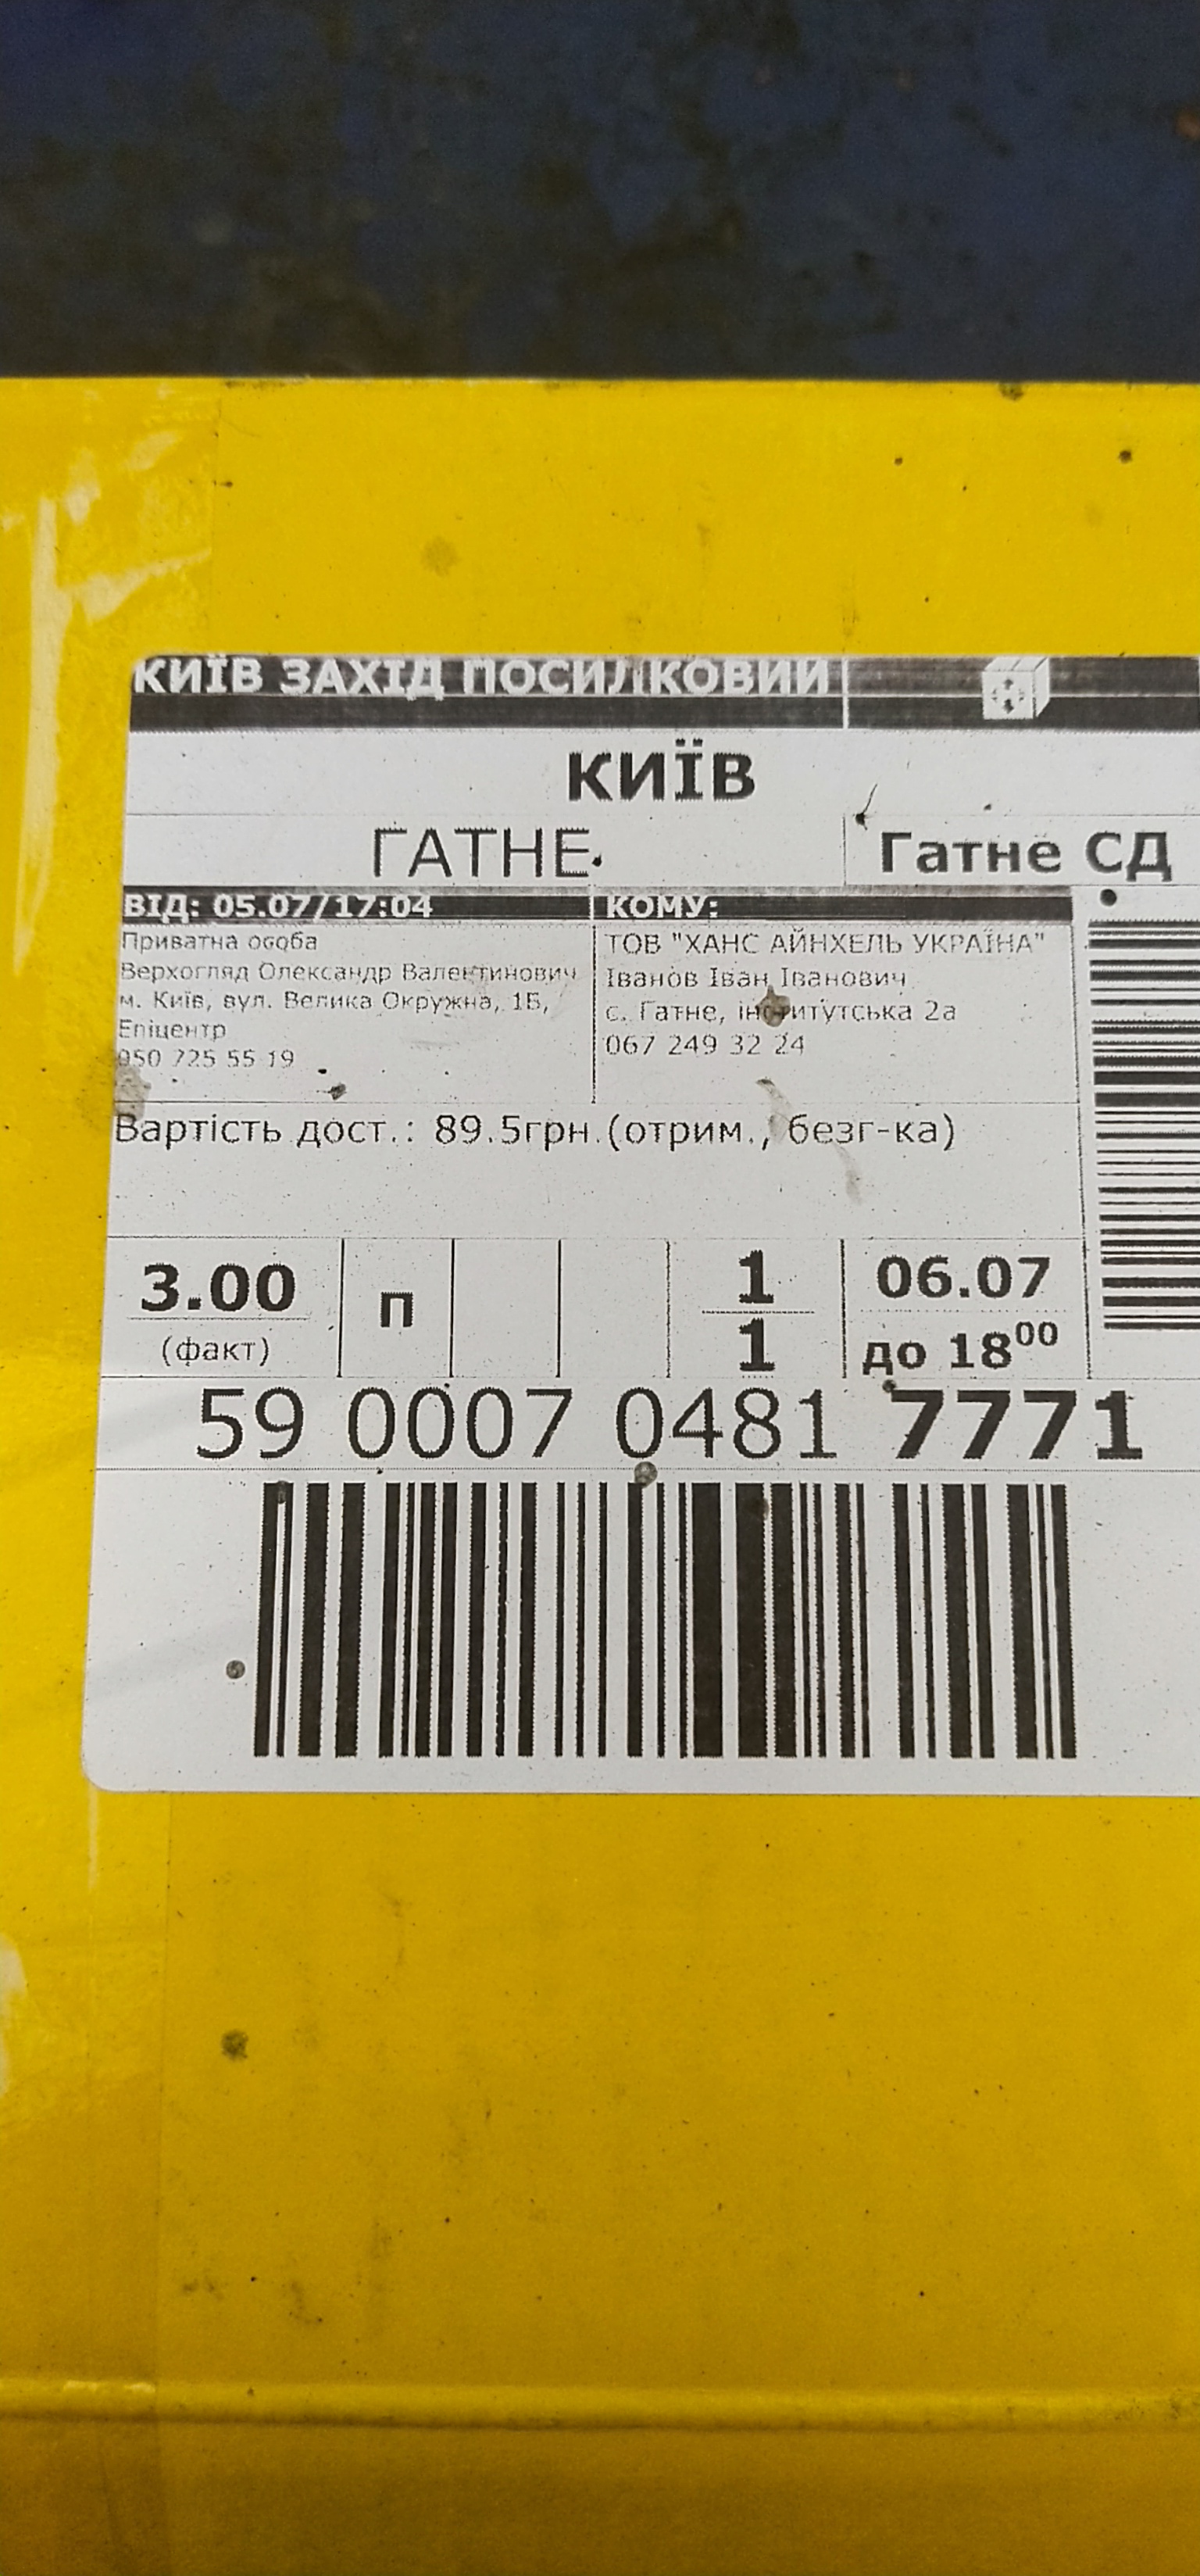 КИЇВ ЗАХІД ПОСИЛКОВИЙ
КИЇВ
ГАТНЕ
Гатне СД
ВІД: 05.07/17:04
Приватна особа
Верхогляд Олександр Валентинович
м. Київ, вул. Велика Окружна, 1Б,
Епіцентр
050 725 55 19
КОМУ:
ТОВ "ХАНС АЙНХЕЛЬ УКРАЇНА"
Іванов Іван Іванович
с. Гатне, інститутська 2а
067 249 32 24
Вартість дост.: 89.5грн.(отрим., безг-ка)
3.00
(факт)
п
1
1
06.07
до 18⁰⁰
59 0007 0481 7771